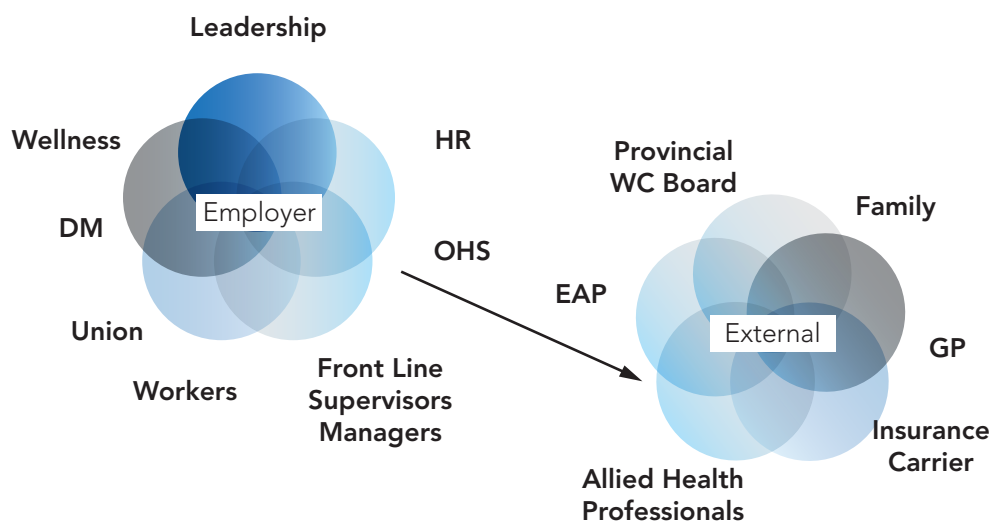 Leadership
Wellness
HR
Employer
DM
OHS
Union
Workers
Front Line
Supervisors
Managers
Provincial
WC Board
Family
EAP
External
GP
Insurance
Carrier
Allied Health
Professionals